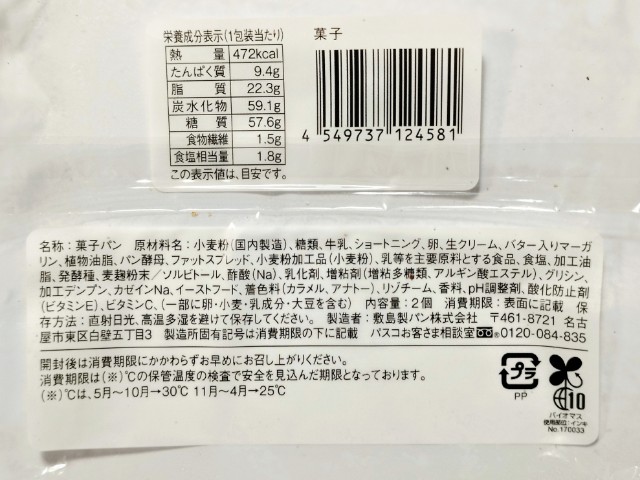 栄養成分表示(1包装当たり)
熱 量 472kcal
たんぱく質 9.4g
脂 質 22.3g
炭水化物 59.1g
糖 質 57.6g
食物繊維 1.5g
食塩相当量 1.8g
この表示値は、目安です。
菓子
4 549737 124581
名称:菓子パン 原材料名:小麦粉(国内製造)、糖類、牛乳、ショートニング、卵、生クリーム、バター入りマーガ
リン、植物油脂、パン酵母、ファットスプレッド、小麦粉加工品(小麦粉)、乳等を主要原料とする食品、食塩、加工油
脂、発酵種、麦麹粉末/ソルビトール、酢酸(Na)、乳化剤、増粘剤(増粘多糖類、アルギン酸エステル)、グリシン、
加工デンプン、カゼインNa、イーストフード、着色料(カラメル、アナトー)、リゾチーム、香料、pH調整剤、酸化防止剤
(ビタミンE)、ビタミンC、(一部に卵・小麦・乳成分・大豆を含む) 内容量:2個 消費期限:表面に記載 保
存方法:直射日光、高温多湿を避けて保存してください。 製造者:敷島製パン株会社 〒461-8721 名古
屋市東区白壁五丁目3 製造所固有記号は消費期限の下に記載 パスコお客さま相談室 0120-084-835
開封後は消費期限にかかわらずお早めにお召し上がりください。
消費期限は(※)℃の保管温度の検査で安全を見込んだ期限となっております。
(※)℃は、5月〜10月→30℃ 11月〜4月→25℃
プラ
PP
10
バイオマス
使用部位:インキ
No.170033